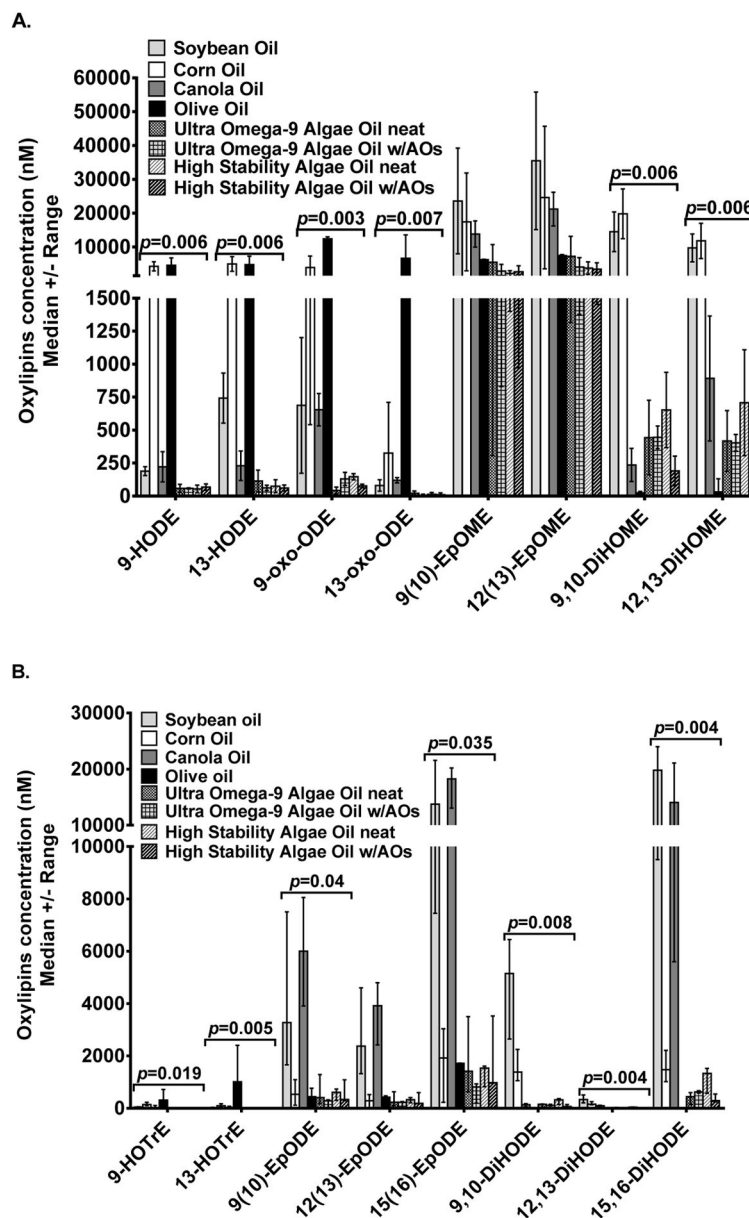 A.
Soybean Oil
Corn Oil
Canola Oil
Olive Oil
Ultra Omega-9 Algae Oil neat
Ultra Omega-9 Algae Oil w/AOs
High Stability Algae Oil neat
High Stability Algae Oil w/AOs
Oxylipins concentration (nM)
Median +/- Range
60000
50000
40000
30000
20000
10000
1500
1250
1000
750
500
250
0
p=0.006
p=0.006
p=0.003
p=0.007
p=0.006
p=0.006
9-HODE
13-HODE
9-oxo-ODE
13-oxo-ODE
9(10)-EpOME
12(13)-EpOME
9,10-DiHOME
12,13-DiHOME
B.
Soybean oil
Corn Oil
Canola Oil
Olive oil
Ultra Omega-9 Algae Oil neat
Ultra Omega-9 Algae Oil w/AOs
High Stability Algae Oil neat
High Stability Algae Oil w/AOs
Oxylipins concentration (nM)
Median +/- Range
30000
20000
10000
10000
8000
6000
4000
2000
0
p=0.019
p=0.005
p=0.04
p=0.035
p=0.008
p=0.004
p=0.004
9-HOTrE
13-HOTrE
9(10)-EpODE
12(13)-EpODE
15(16)-EpODE
9,10-DiHODE
12,13-DiHODE
15,16-DiHODE